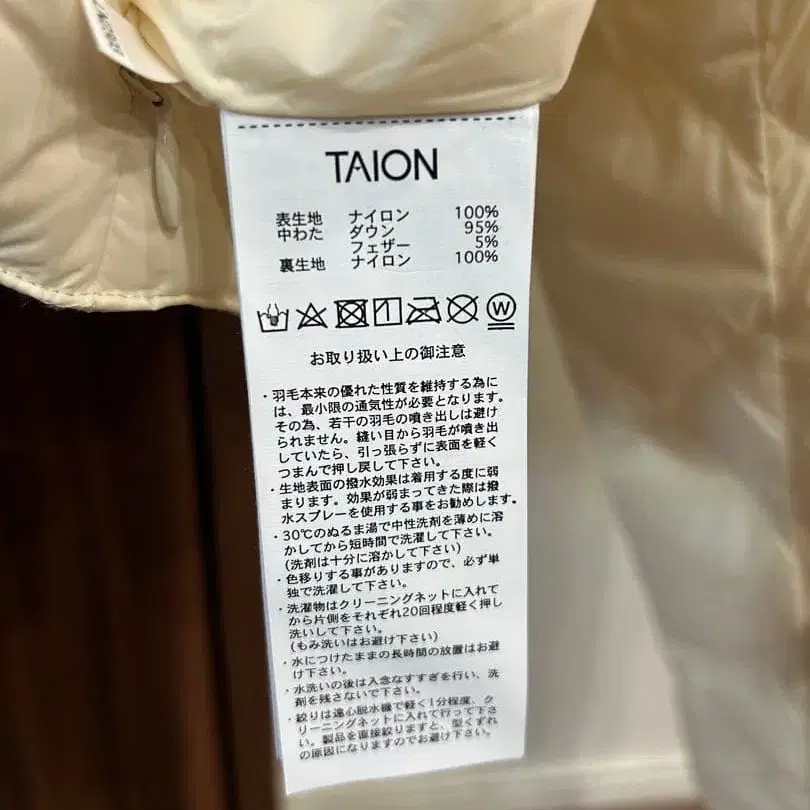 TAION
表生地 ナイロン 100%
中わた ダウン 95%
フェザー 5%
裏生地 ナイロン 100%
W
お取り扱い上の御注意
・羽毛本来の優れた性質を維持する為に
は、最小限の通気性が必要となります。
その為、若干の羽毛の噴き出しは避け
られません。縫い目から羽毛が噴き出
していたら、引っ張らずに表面を軽く
つまんで押し戻して下さい。
・生地表面の撥水効果は着用する度に弱
まります。効果が弱まってきた際は撥
水スプレーを使用する事をお勧めします。
・30℃のぬるま湯で中性洗剤を薄めに溶
かしてから短時間で洗濯して下さい。
(洗剤は十分に溶かして下さい)
・色移りする事がありますので、必ず単
独で洗濯して下さい。
・洗濯物はクリーニングネットに入れて
から片側をそれぞれ20回程度軽く押し
洗いして下さい。
(もみ洗いはお避け下さい)
・水につけたままの長時間の放置はお避
け下さい。
・水洗いの後は入念なすすぎを行い、洗
剤を残さないで下さい。
・絞りは遠心脱水機で軽く1分程度、ク
リーニングネットに入れて行って下さ
い。製品を直接絞りますと、型くずれ
の原因になりますのでお避け下さい。